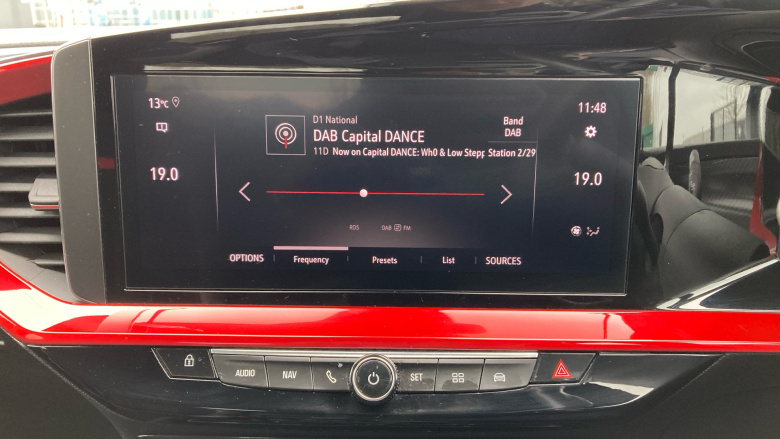 13°C
11:48
D1 National
Band
DAB Capital DANCE
DAB
11D Now on Capital DANCE: Wh0 & Low Stepp Station 2/29
19.0
19.0
RDS DAB FM
OPTIONS Frequency Presets List SOURCES
AUDIO NAV SET